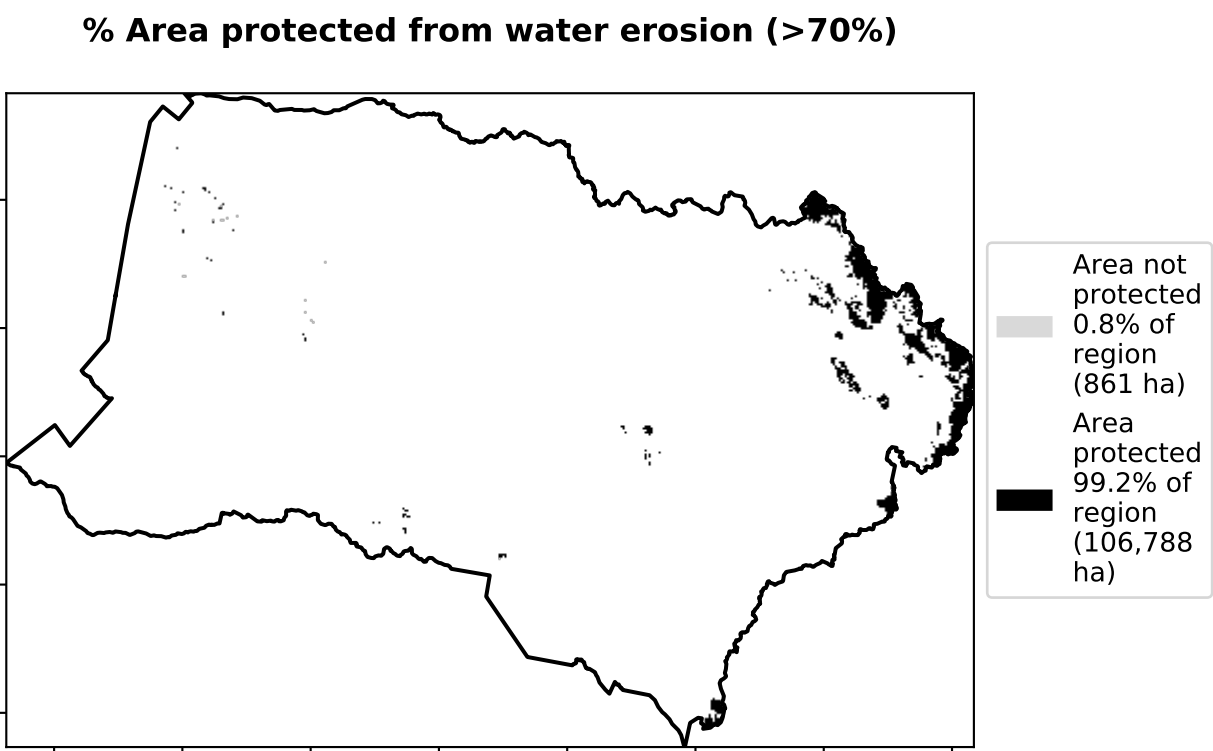 % Area protected from water erosion (>70%)
Area not
protected
0.8% of
region
(861 ha)
Area
protected
99.2% of
region
(106,788
ha)